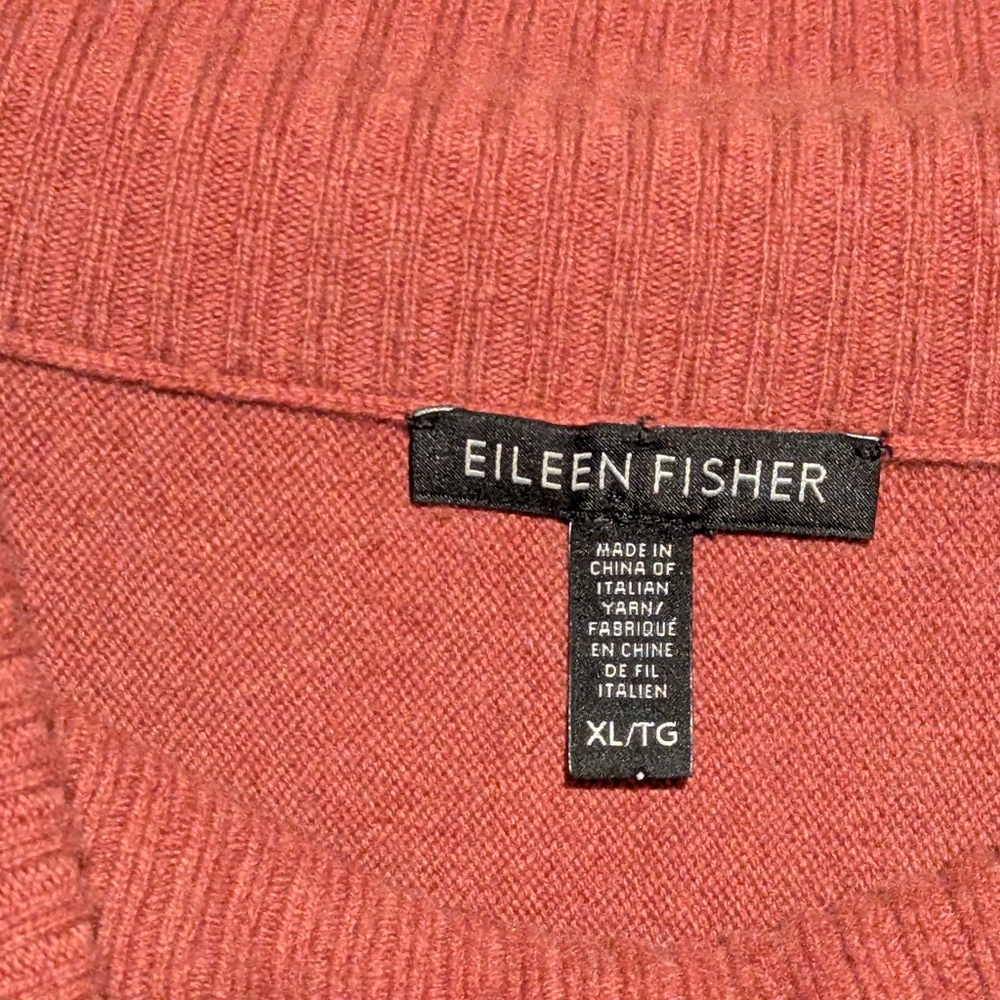 EILEEN FISHER
MADE IN
CHINA OF
ITALIAN
YARN/
FABRIQUÉ
EN CHINE
DE FIL
ITALIEN
XL/TG